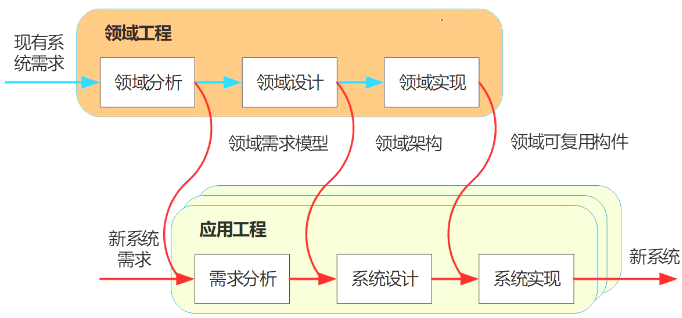 领域工程
现有系
统需求
领域分析
领域设计
领域实现
领域需求模型
领域架构
领域可复用构件
应用工程
新系统
需求
需求分析
系统设计
系统实现
新系统